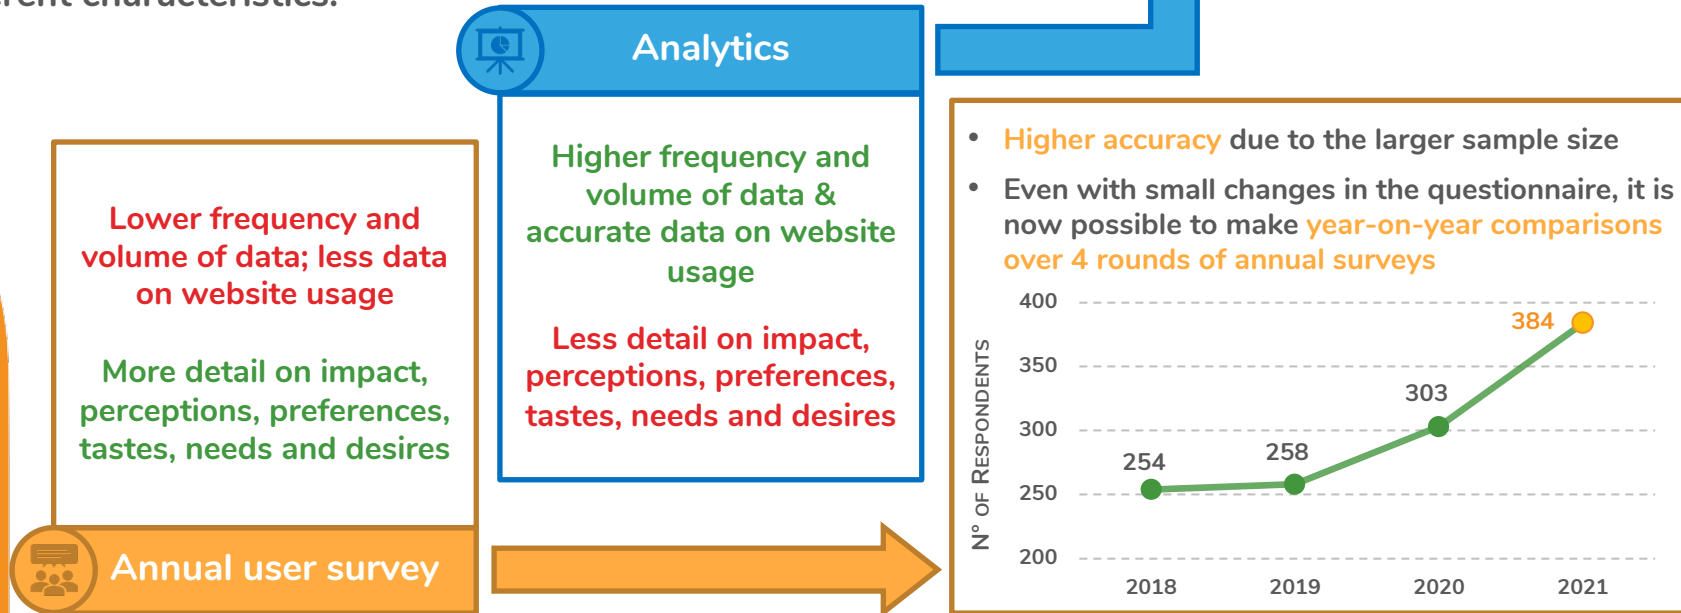 characteristics.
Analytics
Higher frequency and
volume of data &
accurate data on website
usage
Less detail on impact,
perceptions, preferences,
tastes, needs and desires
Lower frequency and
volume of data; less data
on website usage
More detail on impact,
perceptions, preferences,
tastes, needs and desires
Annual user survey
• Higher accuracy due to the larger sample size
• Even with small changes in the questionnaire, it is
now possible to make year-on-year comparisons
over 4 rounds of annual surveys
N° OF RESPONDENTS
400
350
300
250
200
254
258
303
384
2018
2019
2020
2021